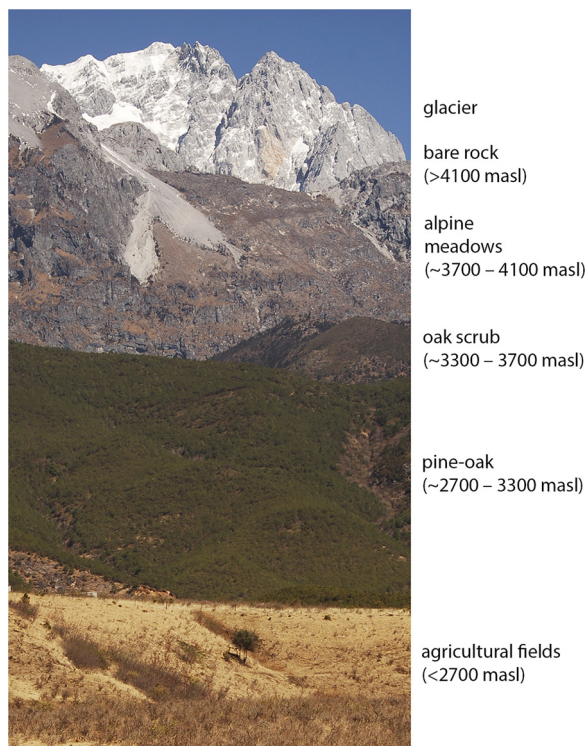 glacier
bare rock
(>4100 masl)
alpine
meadows
(~3700 – 4100 masl)
oak scrub
(~3300 – 3700 masl)
pine-oak
(~2700 – 3300 masl)
agricultural fields
(<2700 masl)